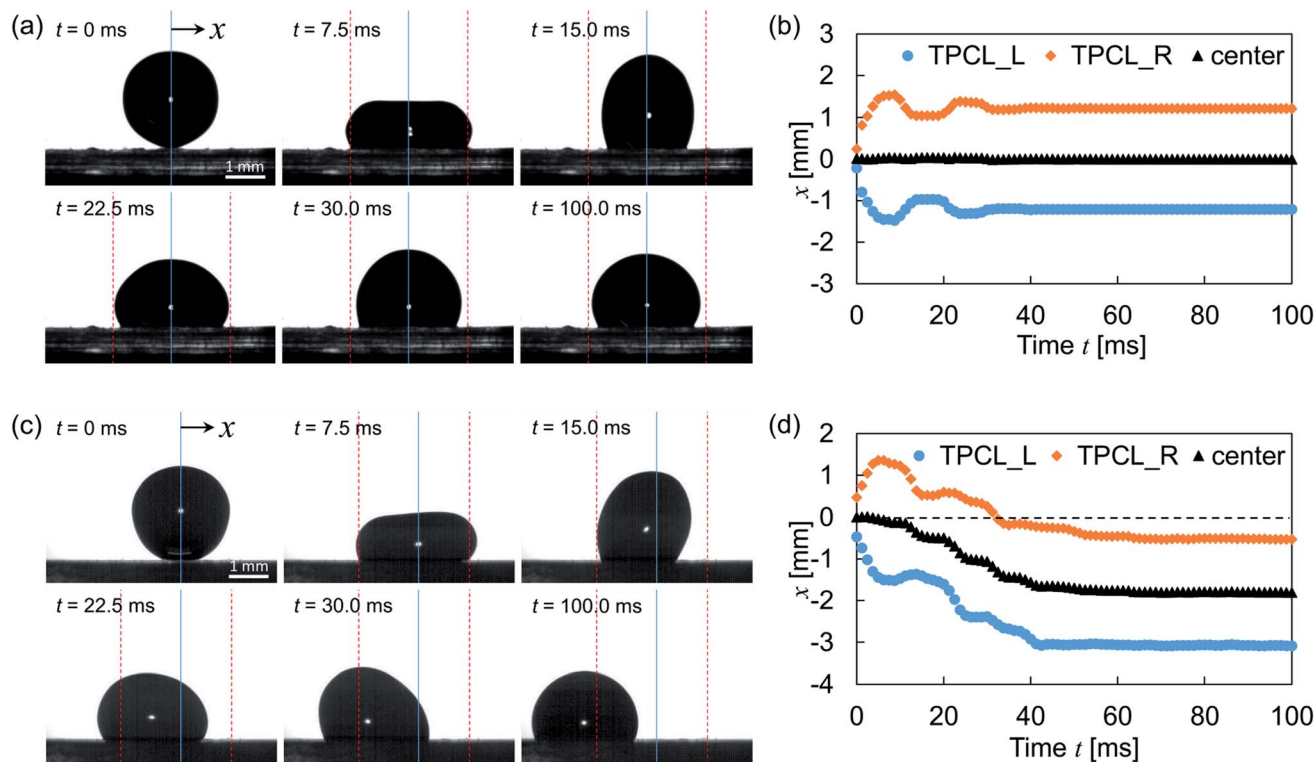 (a)
t = 0 ms
x
t = 7.5 ms
t = 15.0 ms
1 mm
t = 22.5 ms
t = 30.0 ms
t = 100.0 ms
(b)
TPCL_L TPCL_R center
3
2
1
0
-1
-2
-3
x [mm]
0 20 40 60 80 100
Time t [ms]
(c)
t = 0 ms
x
t = 7.5 ms
t = 15.0 ms
1 mm
t = 22.5 ms
t = 30.0 ms
t = 100.0 ms
(d)
TPCL_L TPCL_R center
2
1
0
-1
-2
-3
-4
x [mm]
0 20 40 60 80 100
Time t [ms]